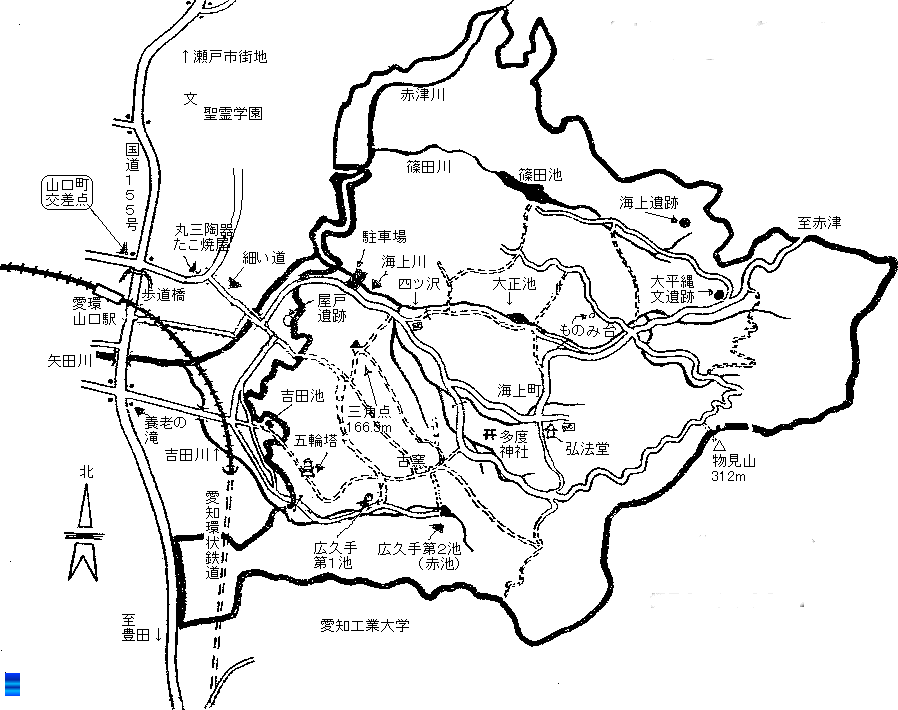 ↑瀬戸市街地
文
聖霊学園
赤津川
国道155号
篠田川
篠田池
山口町
交差点
海上遺跡
至赤津
丸三陶器
たこ焼屋
細い道
駐車場
海上川
四ッ沢
大正池
大平縄
文遺跡
歩道橋
愛環
山口駅
屋戸
遺跡
ものみ台
矢田川
海上町
吉田池
三角点
166.9m
養老の
滝
五輪塔
多度
神社
弘法堂
吉田川↑
古窯
物見山
312m
北
愛知環状鉄道
広久手
第1池
広久手第2池
(赤池)
至
豊田↓
愛知工業大学